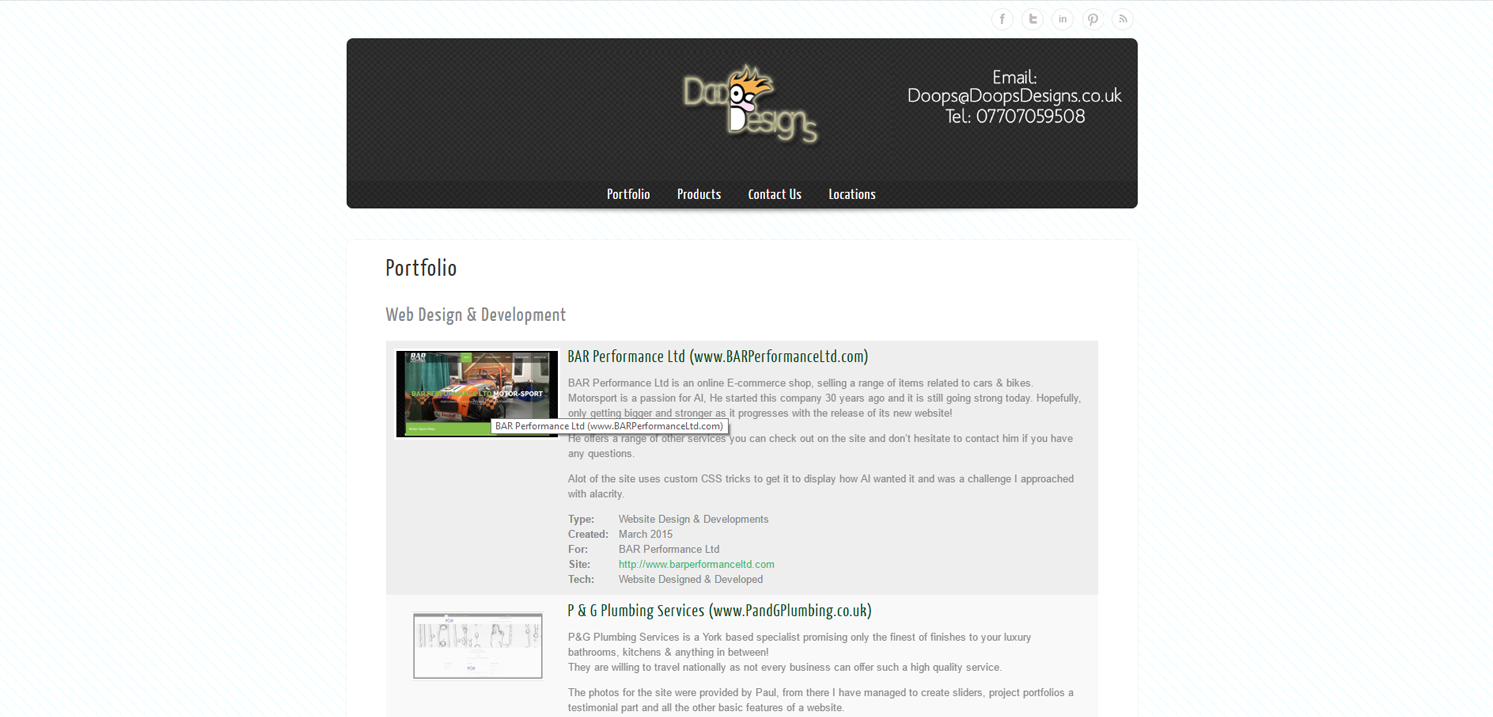 Doops
Designs
Email:
Doops@DoopsDesigns.co.uk
Tel: 07707059508
Portfolio Products Contact Us Locations
Portfolio
Web Design & Development
BAR Performance Ltd (www.BARPerformanceLtd.com)
BAR
BAR PERFORMANCE LTD MOTOR-SPORT
BAR Performance Ltd is an online E-commerce shop, selling a range of items related to cars & bikes.
Motorsport is a passion for Al, He started this company 30 years ago and it is still going strong today. Hopefully,
only getting bigger and stronger as it progresses with the release of its new website!
BAR Performance Ltd (www.BARPerformanceLtd.com)
He offers a range of other services you can check out on the site and don't hesitate to contact him if you have
any questions.
Alot of the site uses custom CSS tricks to get it to display how Al wanted it and was a challenge I approached
with alacrity.
Type: Website Design & Developments
Created: March 2015
For: BAR Performance Ltd
Site: http://www.barperformanceltd.com
Tech: Website Designed & Developed
P & G Plumbing Services (www.PandGPlumbing.co.uk)
P&G Plumbing Services is a York based specialist promising only the finest of finishes to your luxury
bathrooms, kitchens & anything in between!
They are willing to travel nationally as not every business can offer such a high quality service.
The photos for the site were provided by Paul, from there I have managed to create sliders, project portfolios a
testimonial part and all the other basic features of a website.